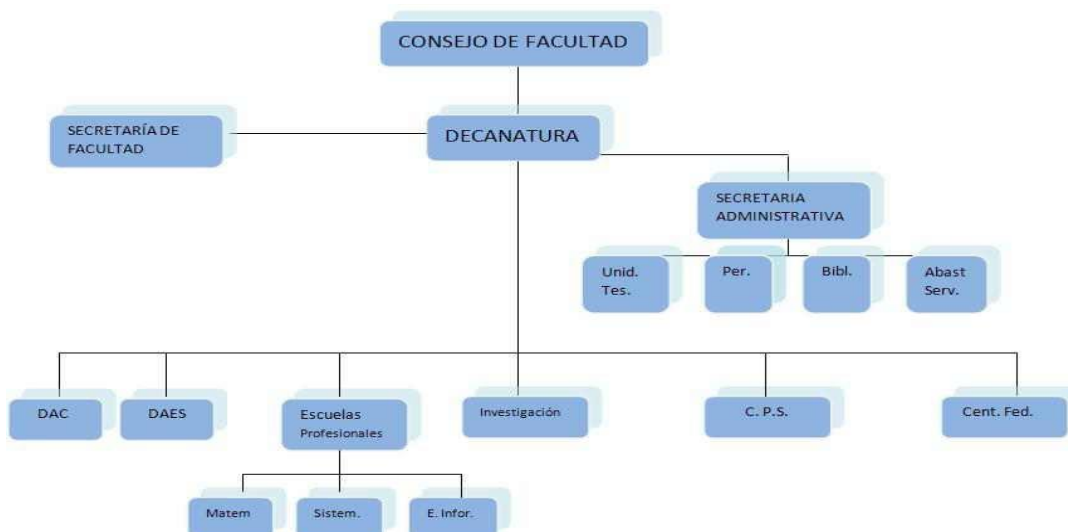 CONSEJO DE FACULTAD
SECRETARÍA DE
FACULTAD
DECANATURA
SECRETARIA
ADMINISTRATIVA
Unid.
Tes.
Per.
Bibl.
Abast
Serv.
DAC
DAES
Escuelas
Profesionales
Investigación
C. P.S.
Cent. Fed.
Matem
Sistem.
E. Infor.